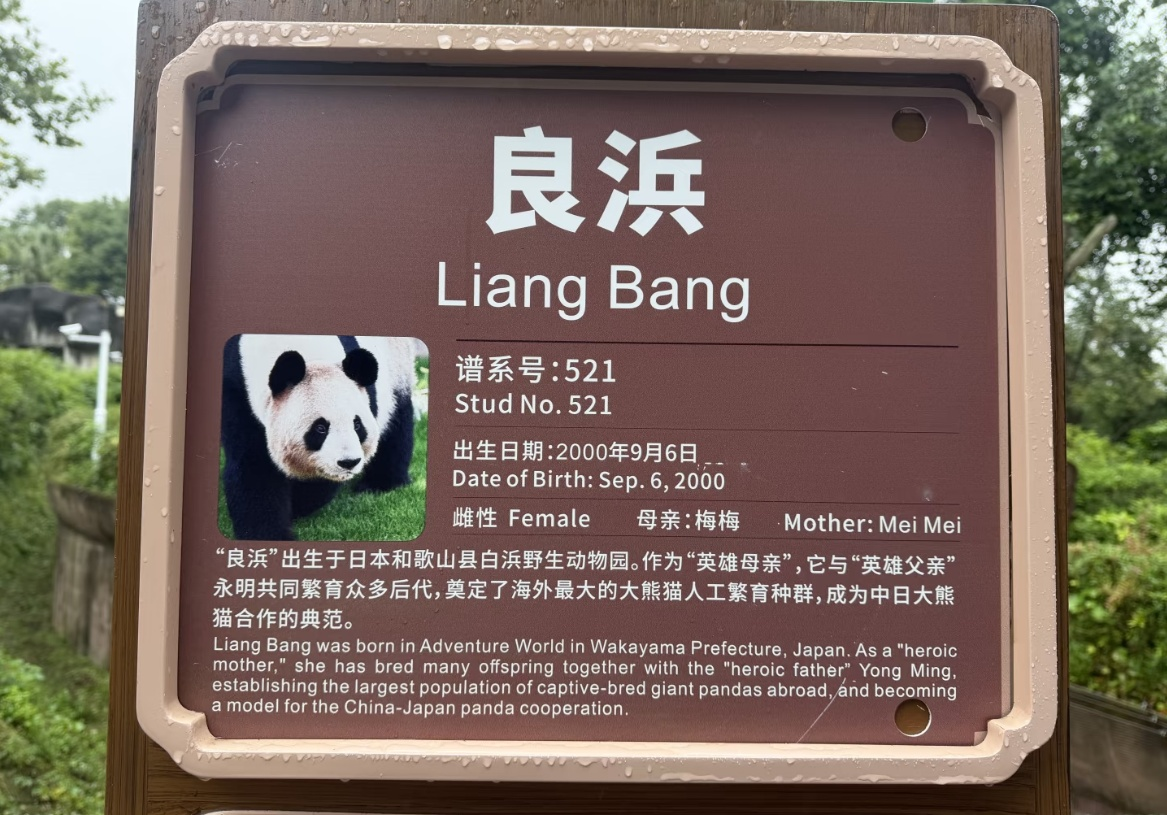 良浜
Liang Bang
谱系号:521
Stud No. 521
出生日期:2000年9月6日
Date of Birth: Sep. 6, 2000
雌性 Female 母亲:梅梅 Mother: Mei Mei
“良浜”出生于日本和歌山县白浜野生动物园。作为“英雄母亲”,它与“英雄父亲”
永明共同繁育众多后代,奠定了海外最大的大熊猫人工繁育种群,成为中日大熊
猫合作的典范。
Liang Bang was born in Adventure World in Wakayama Prefecture, Japan. As a "heroic
mother," she has bred many offspring together with the "heroic father" Yong Ming,
establishing the largest population of captive-bred giant pandas abroad, and becoming
a model for the China-Japan panda cooperation.